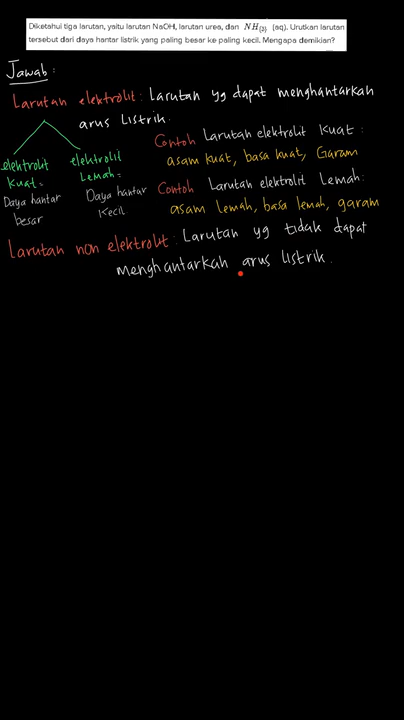 Diketahui tiga larutan, yaitu larutan NaOH, larutan urea, dan NH(3), (aq). Urutkan larutan
tersebut dari daya hantar listrik yang paling besar ke paling kecil. Mengapa demikian?
Jawab :
Larutan elektrolit : Larutan yg dapat menghantarkan
arus Listrik.
elektrolit Kuat =
Daya hantar besar
elektrolit Lemah =
Daya hantar Kecil
Contoh Larutan elektrolit Kuat :
asam kuat, basa kuat, Garam
Contoh Larutan elektrolit Lemah :
asam lemah, basa lemah, garam
Larutan non elektrolit : Larutan yg tidak dapat
menghantarkan arus listrik.